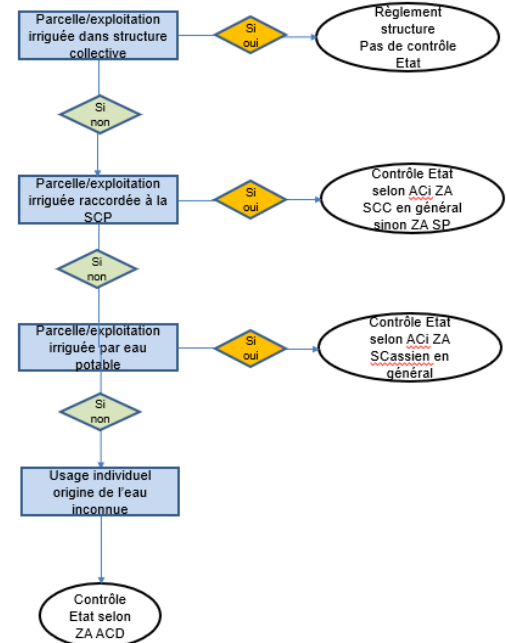 Parcelle/exploitation
irriguée dans structure
collective
Si
oui
Règlement
structure
Pas de contrôle
Etat
Si
non
Parcelle/exploitation
irriguée raccordée à la
SCP
Si
oui
Contrôle Etat
selon ACi ZA
SCC en général
sinon ZA SP
Si
non
Parcelle/exploitation
irriguée par eau
potable
Si
oui
Contrôle Etat
selon ACi ZA
SCassien en
général
Si
non
Usage individuel
origine de l'eau
inconnue
Contrôle
Etat selon
ZA ACD